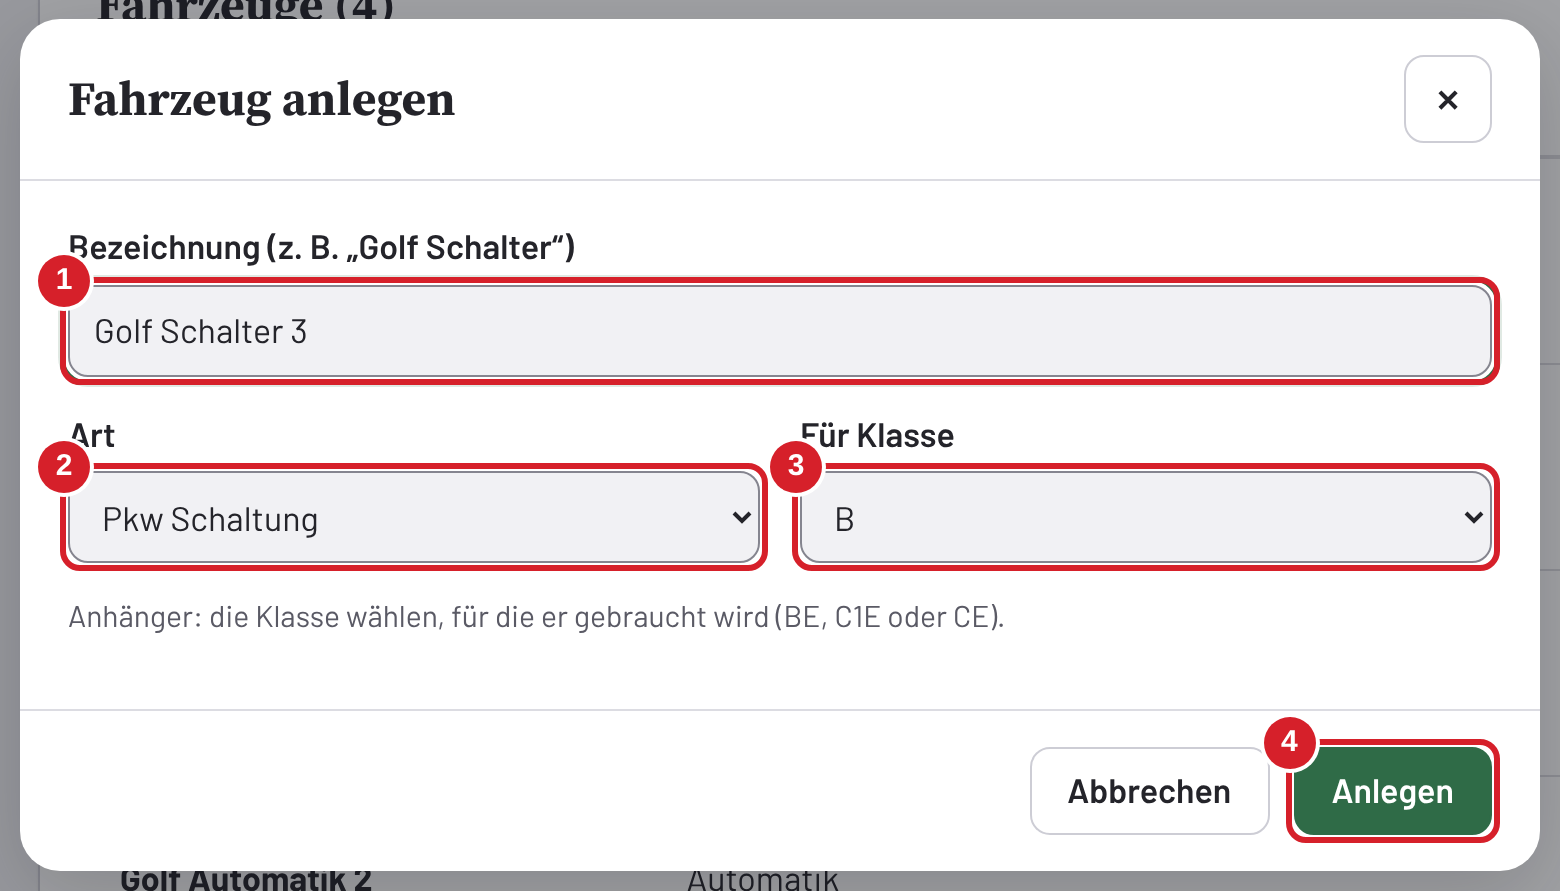 Fahrzeuge (4)
Fahrzeug anlegen
×
Bezeichnung (z. B. „Golf Schalter“)
1
Golf Schalter 3
Art
Für Klasse
2
3
Pkw Schaltung
B
Anhänger: die Klasse wählen, für die er gebraucht wird (BE, C1E oder CE).
4
Abbrechen
Anlegen
Golf Automatik 2
Automatik